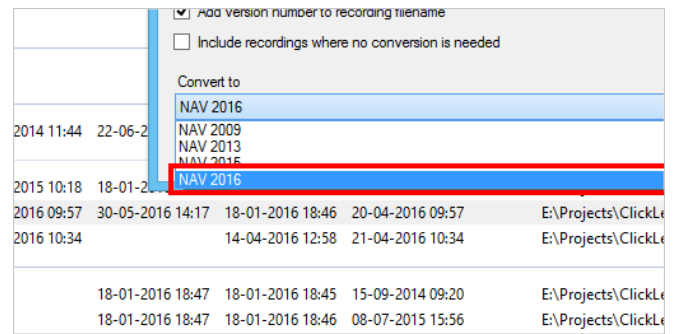 Add version number to recording filename
Include recordings where no conversion is needed
Convert to
NAV 2016
NAV 2009
2014 11:44 22-06-2
NAV 2013
NAV 2015
NAV 2016
2015 10:18 18-01-2
2016 09:57 30-05-2016 14:17 18-01-2016 18:46 20-04-2016 09:57 E:\Projects\ClickLe
2016 10:34 14-04-2016 12:58 21-04-2016 10:34 E:\Projects\ClickLe
18-01-2016 18:47 18-01-2016 18:45 15-09-2014 09:20 E:\Projects\ClickLe
18-01-2016 18:47 18-01-2016 18:46 08-07-2015 15:56 E:\Projects\ClickLe